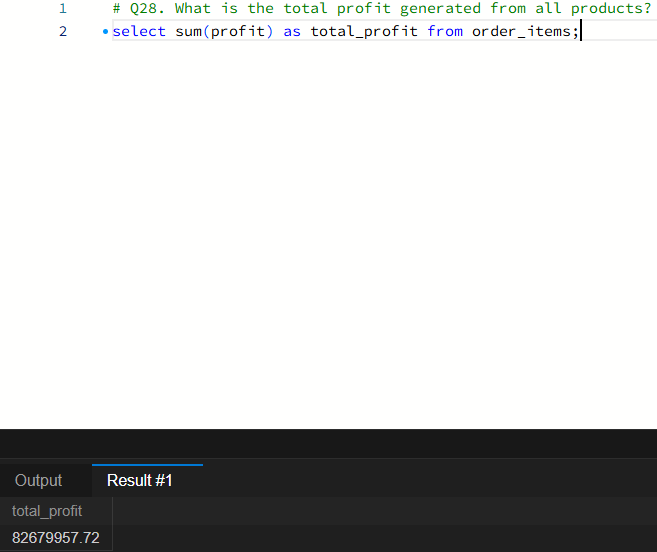 1 # Q28. What is the total profit generated from all products?
2 select sum(profit) as total_profit from order_items;
Output Result #1
total_profit
82679957.72